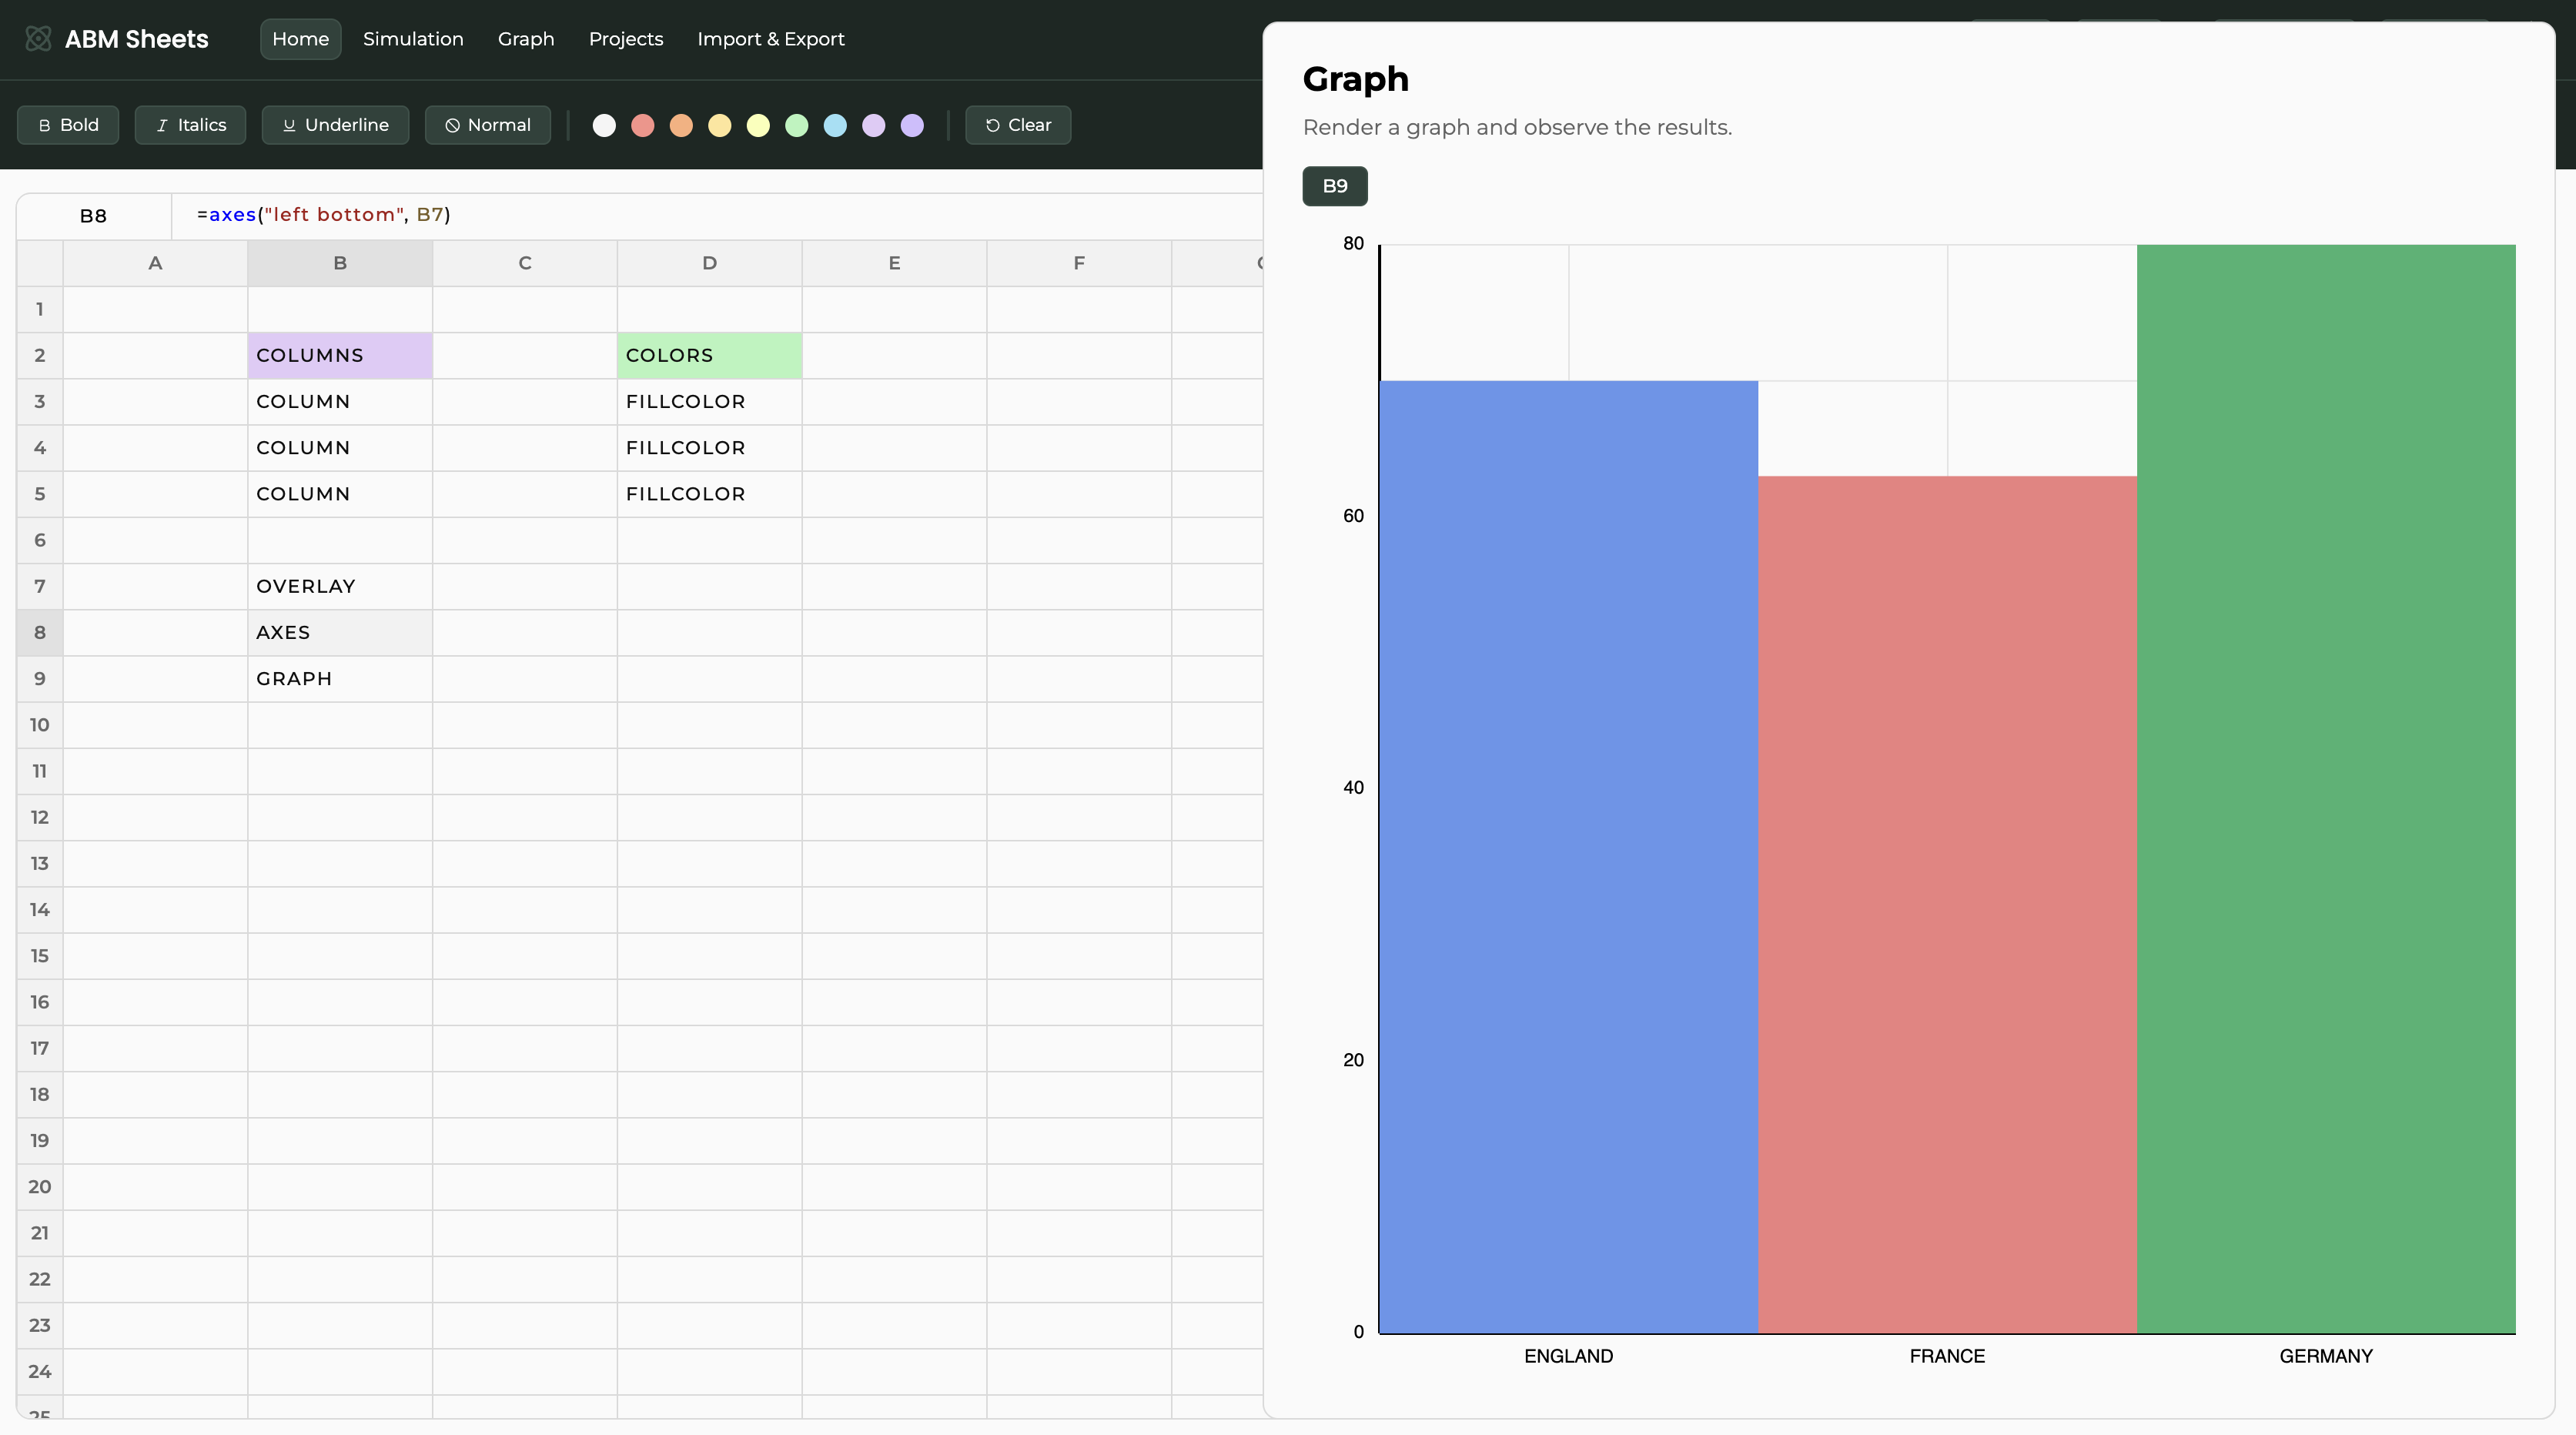 ABM Sheets Home Simulation Graph Projects Import & Export
B Bold I Italics U Underline Normal Clear
B8 =axes("left bottom", B7)
A B C D E F
1
2 COLUMNS COLORS
3 COLUMN FILLCOLOR
4 COLUMN FILLCOLOR
5 COLUMN FILLCOLOR
6
7 OVERLAY
8 AXES
9 GRAPH
10
11
12
13
14
15
16
17
18
19
20
21
22
23
24
25
Graph
Render a graph and observe the results.
B9
80
60
40
20
0
ENGLAND FRANCE GERMANY